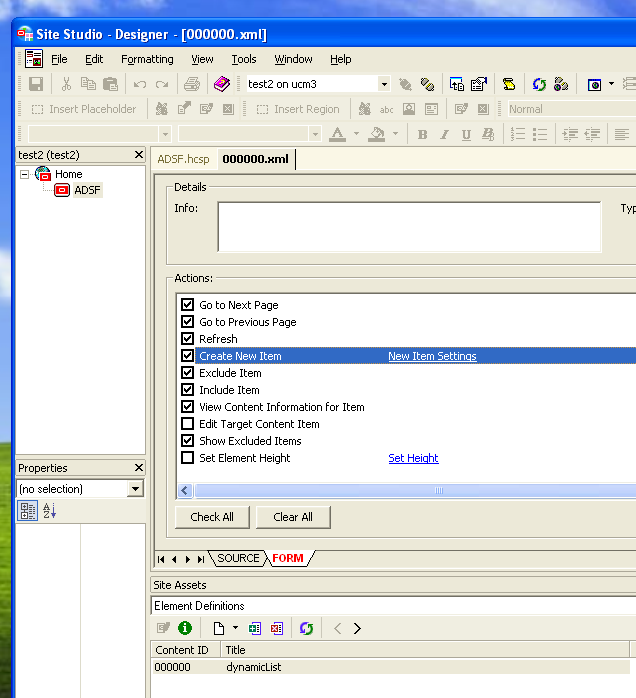 Site Studio - Designer - [000000.xml]
File Edit Formatting View Tools Window Help
test2 on ucm3
Insert Placeholder abc Insert Region Normal
A B I U B
test2 (test2)
ADSF.hcsp 000000.xml
Home
ADSF
Details
Info: Typ
Actions:
Go to Next Page
Go to Previous Page
Refresh
Create New Item New Item Settings
Exclude Item
Include Item
View Content Information for Item
Edit Target Content Item
Show Excluded Items
Set Element Height Set Height
Check All Clear All
SOURCE FORM
Properties
(no selection)
Site Assets
Element Definitions
Content ID Title
000000 dynamicList